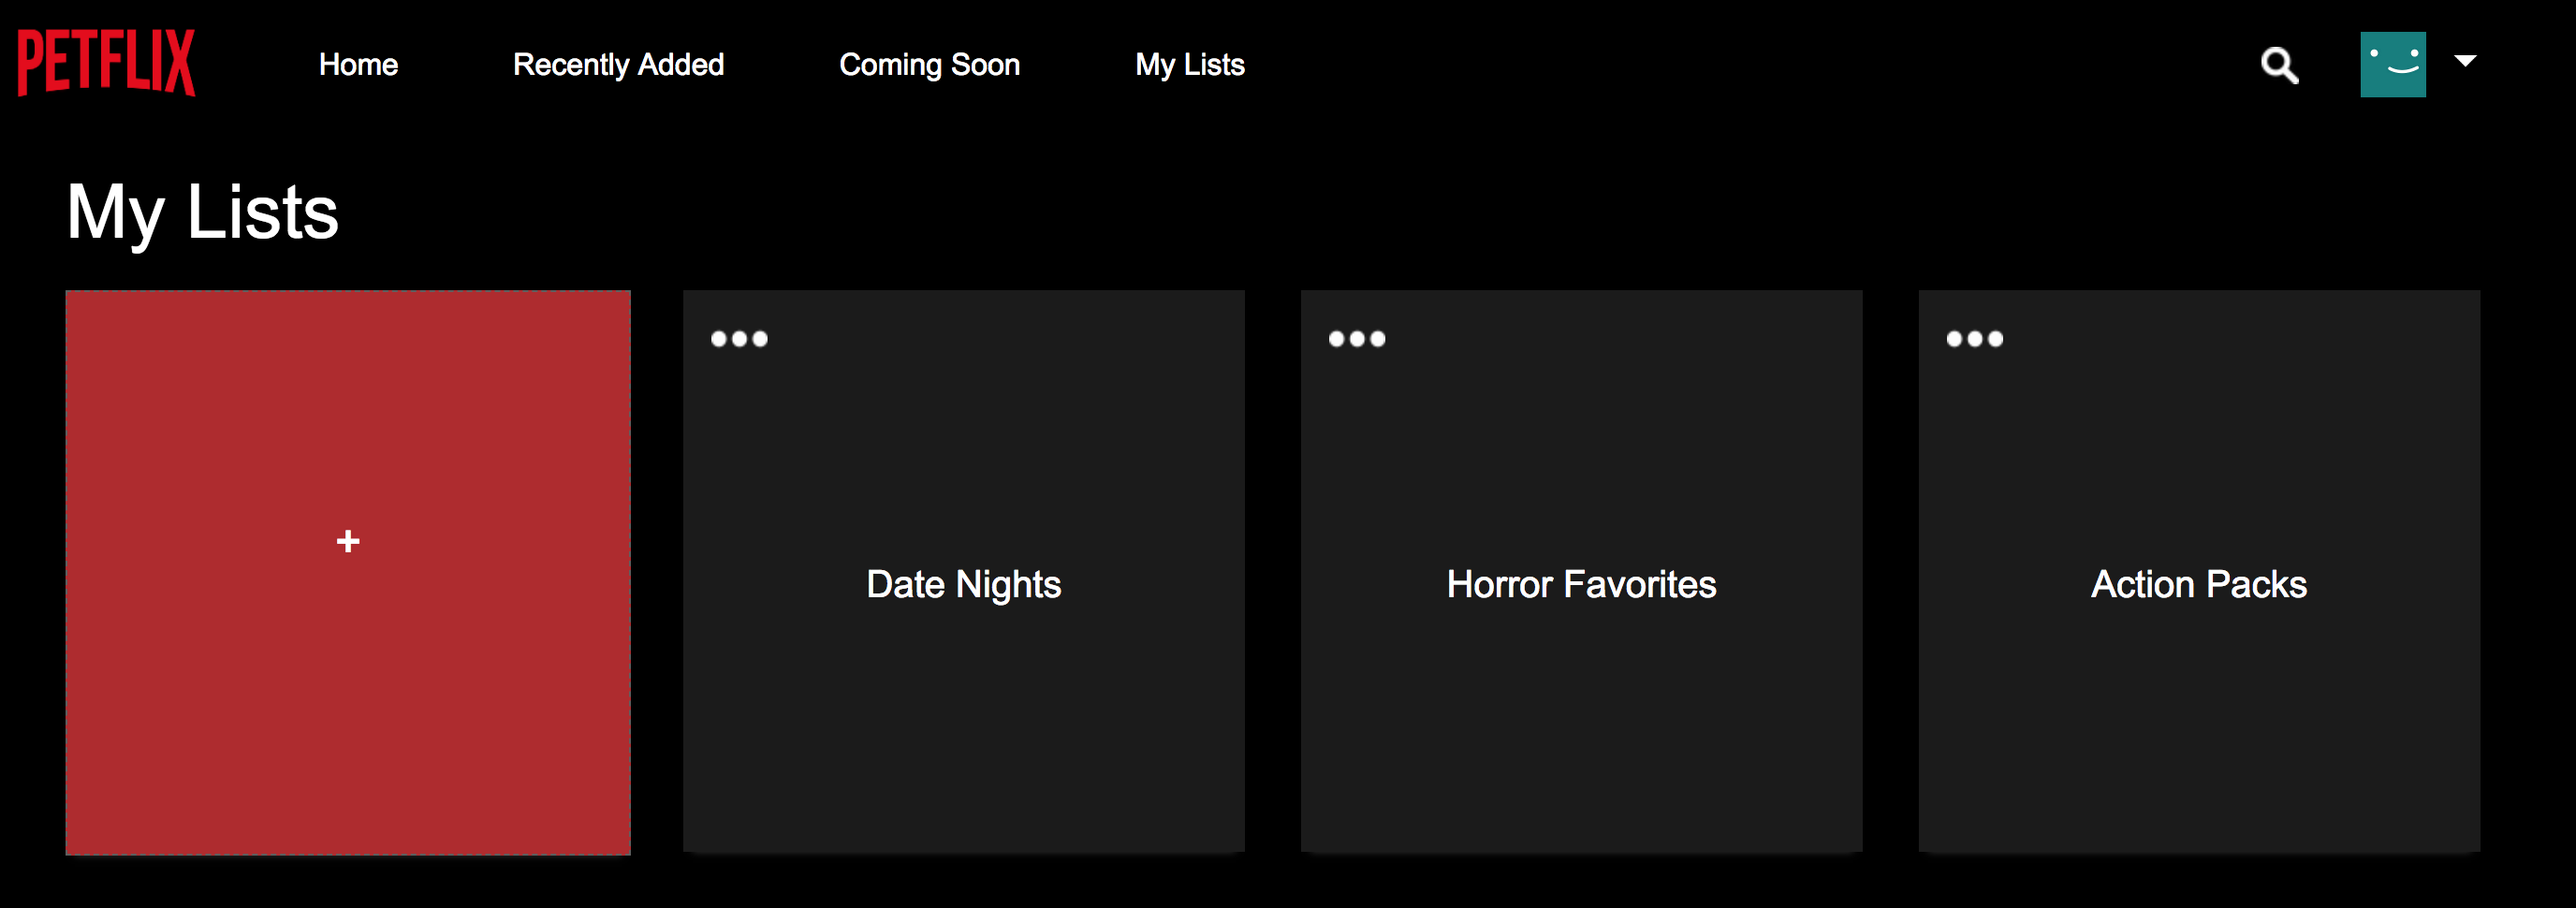 PETFLIX
Home
Recently Added
Coming Soon
My Lists
My Lists
+
Date Nights
Horror Favorites
Action Packs